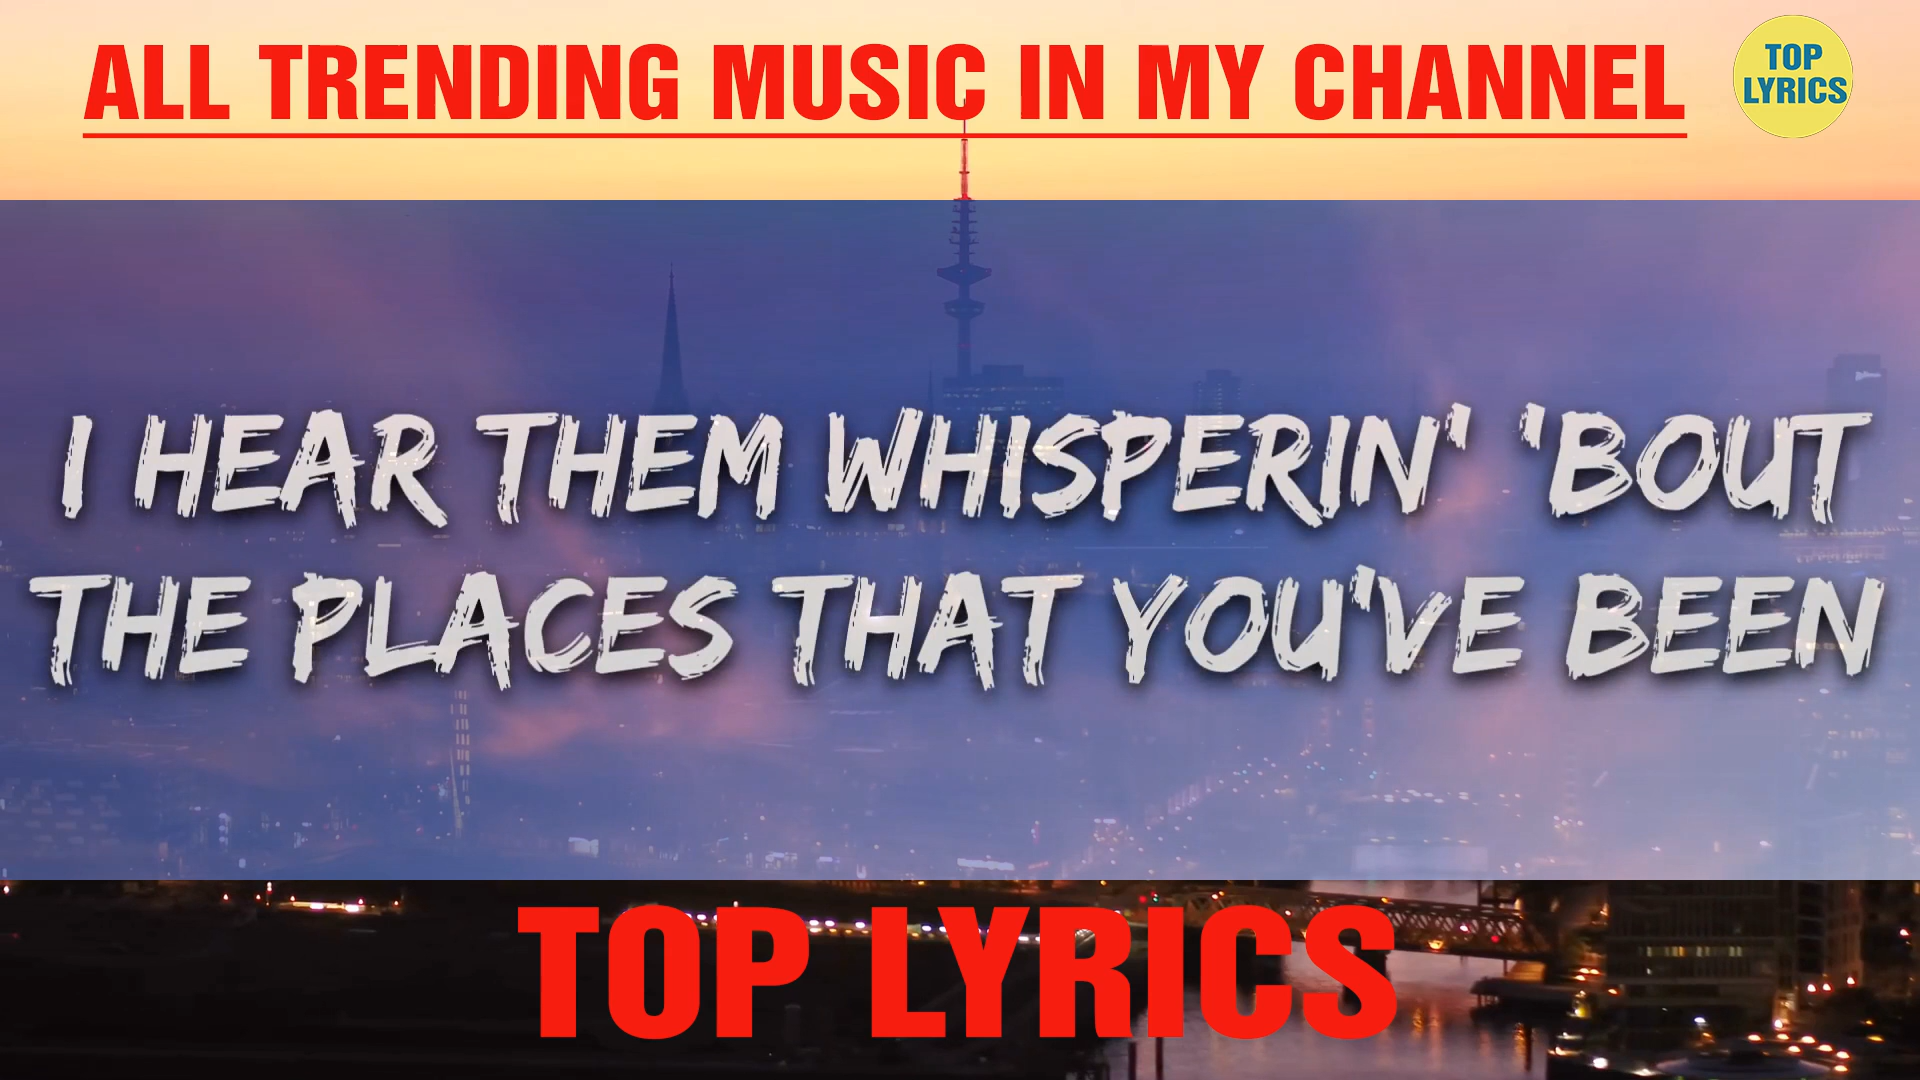 ALL TRENDING MUSIC IN MY CHANNEL
TOP
LYRICS
I HEAR THEM WHISPERIN' 'BOUT
THE PLACES THAT YOU'VE BEEN
TOP LYRICS